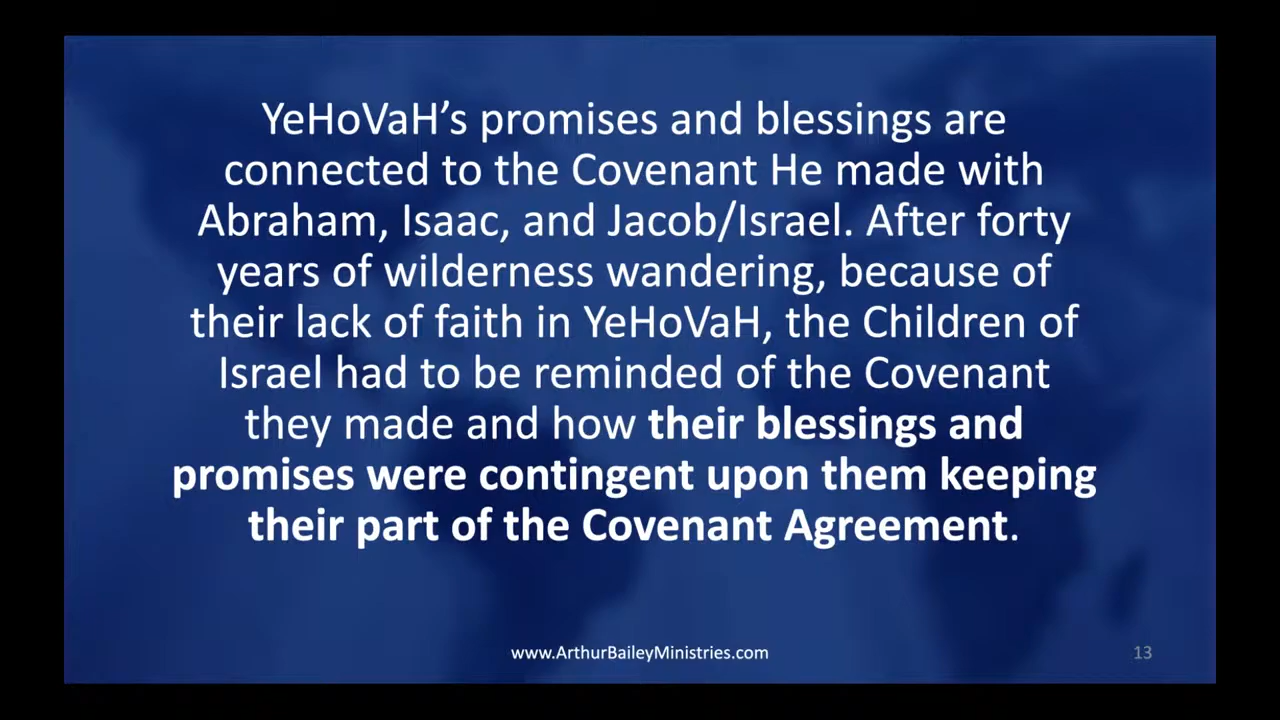 YeHoVaH's promises and blessings are
connected to the Covenant He made with
Abraham, Isaac, and Jacob/Israel. After forty
years of wilderness wandering, because of
their lack of faith in YeHoVaH, the Children of
Israel had to be reminded of the Covenant
they made and how their blessings and
promises were contingent upon them keeping
their part of the Covenant Agreement.
www.ArthurBaileyMinistries.com
13